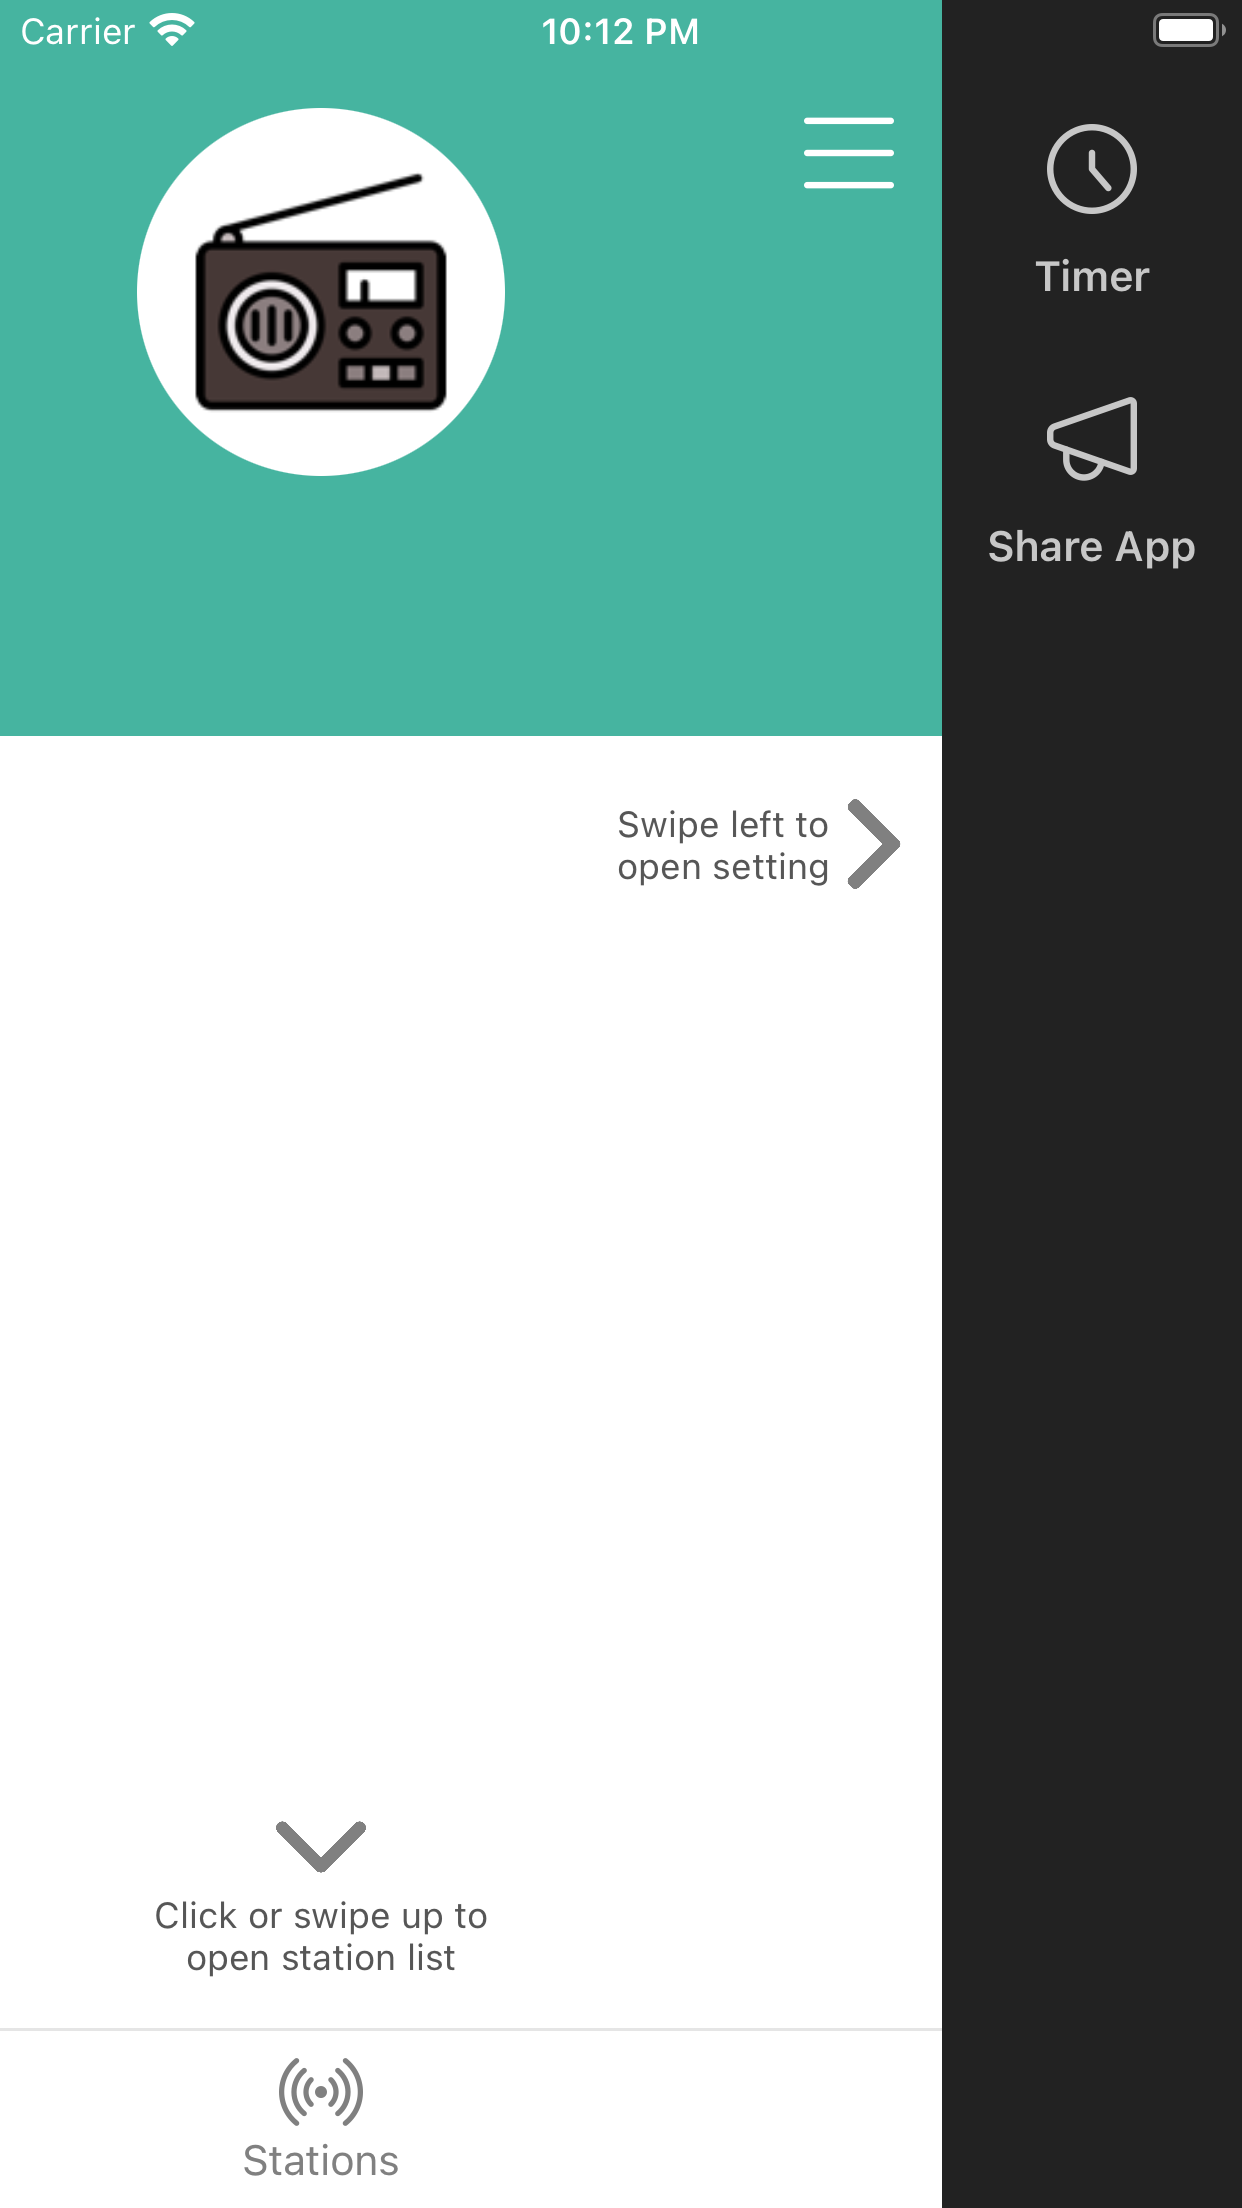 Carrier
10:12 PM
Timer
Share App
Swipe left to
open setting
Click or swipe up to
open station list
Stations